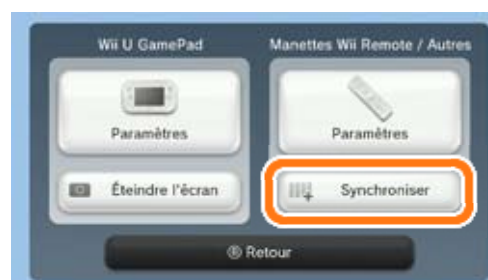 Wii U GamePad
Manettes Wii Remote / Autres
Paramètres
Paramètres
Éteindre l'écran
Synchroniser
Ⓑ Retour